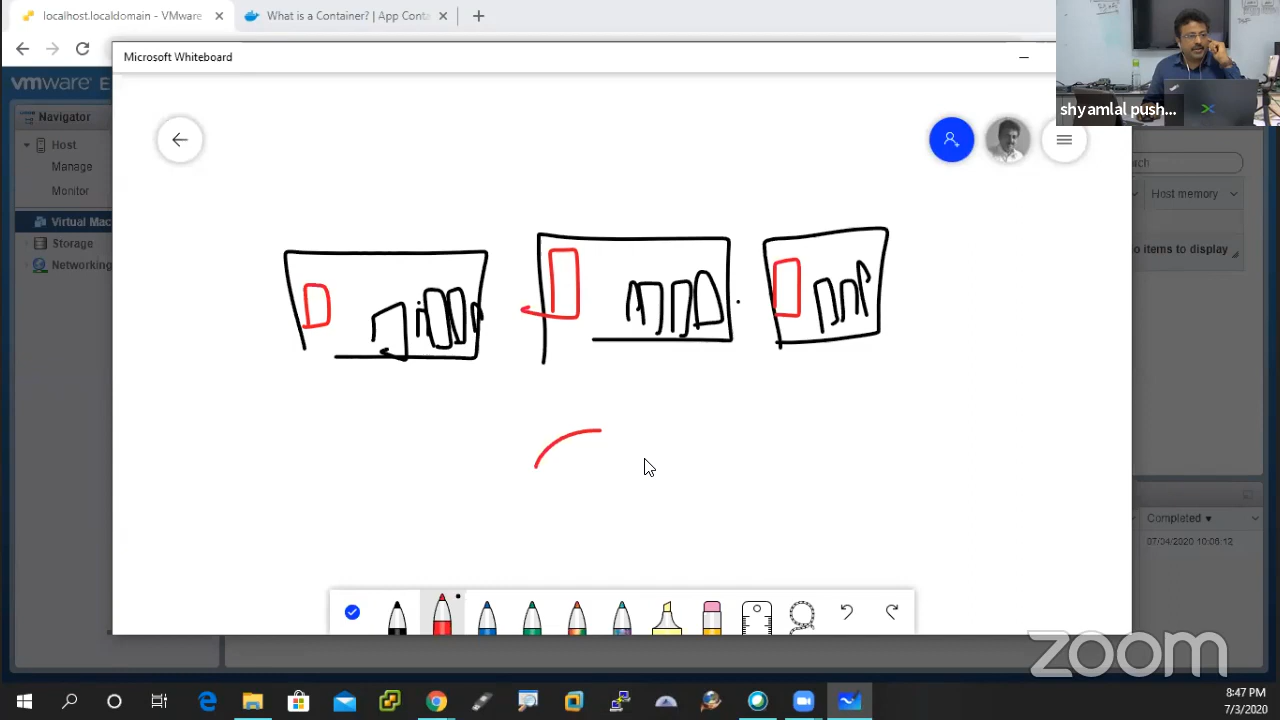 localhost.localdomain - VMware
What is a Container? | App Conta
Microsoft Whiteboard
vmware E
Navigator
Host
Manage
Monitor
Virtual Mac
Storage
Networking
shyamlal push...
rch
Host memory
o items to display
Completed
07/04/2020 10:06:12
zoom
8:47 PM
7/3/2020